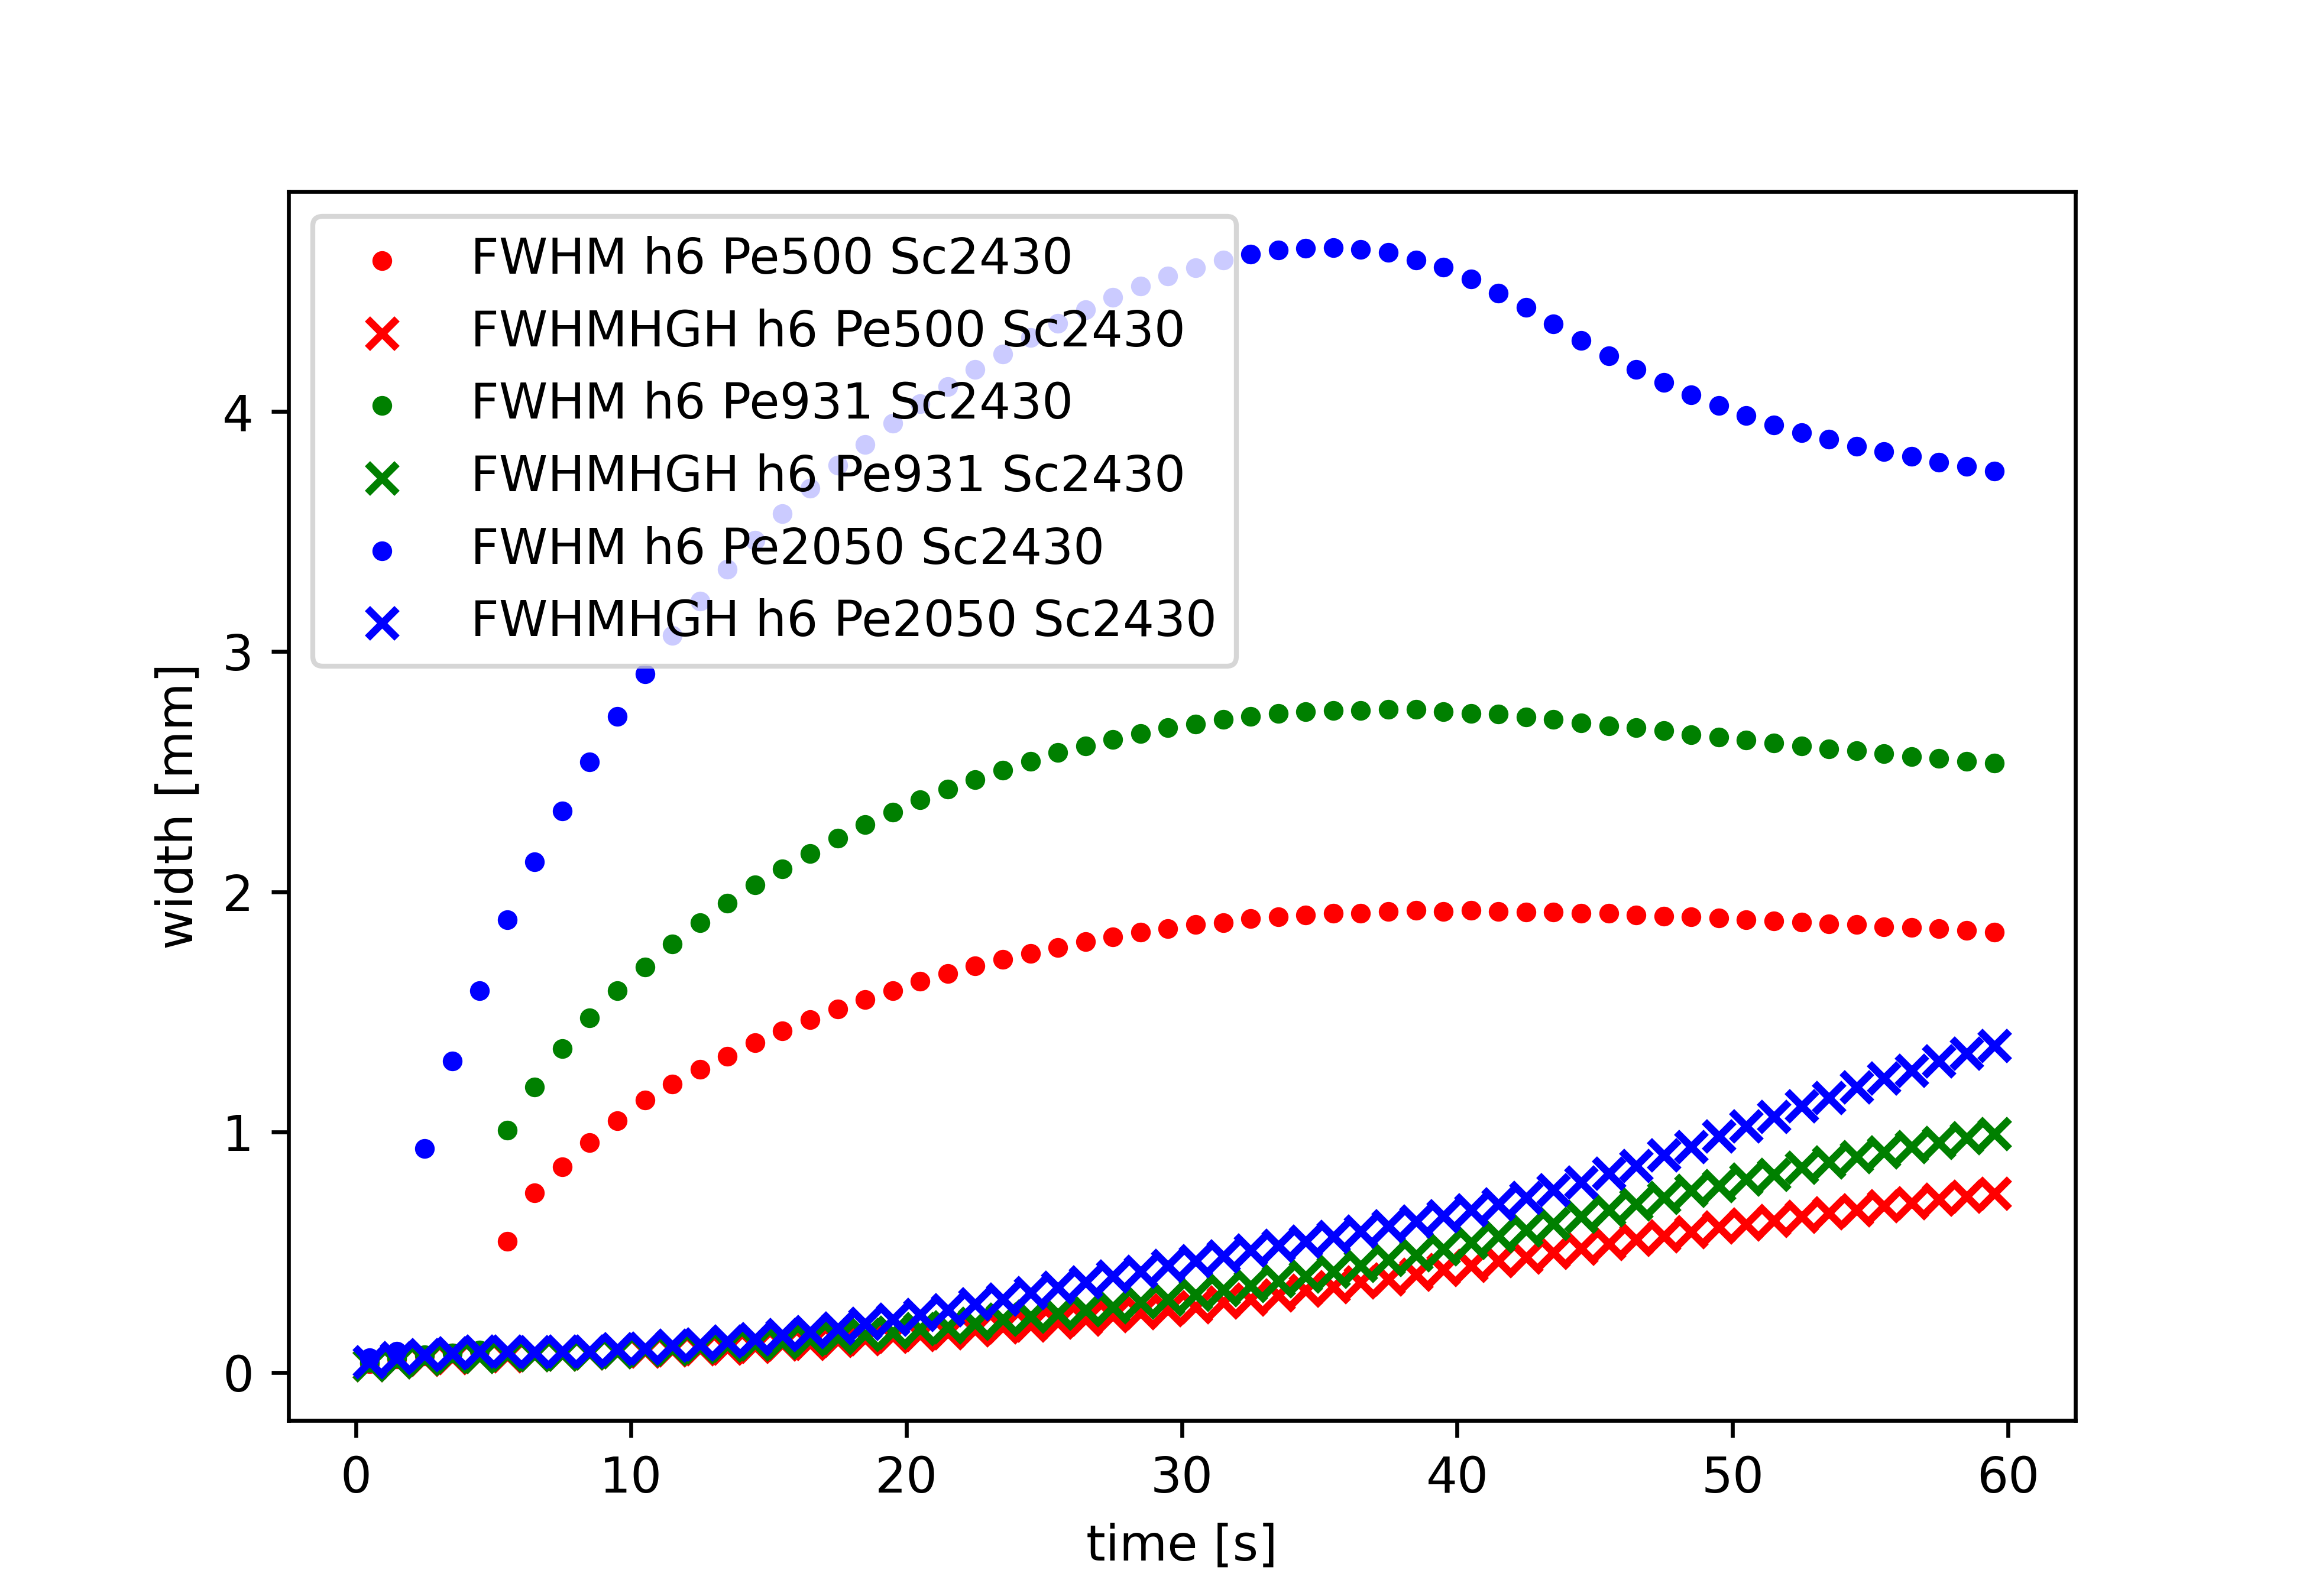 FWHM h6 Pe500 Sc2430
FWHMHGH h6 Pe500 Sc2430
FWHM h6 Pe931 Sc2430
FWHMHGH h6 Pe931 Sc2430
FWHM h6 Pe2050 Sc2430
FWHMHGH h6 Pe2050 Sc2430
4
3
2
1
0
width [mm]
0 10 20 30 40 50 60
time [s]